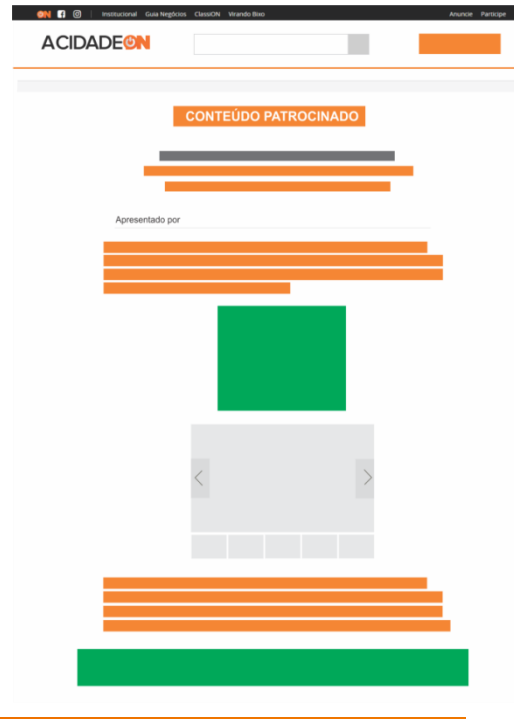 ON Institucional Guia Negócios ClassiON Virando Bixo Anuncie Participe
ACIDADEON
CONTEÚDO PATROCINADO
Apresentado por